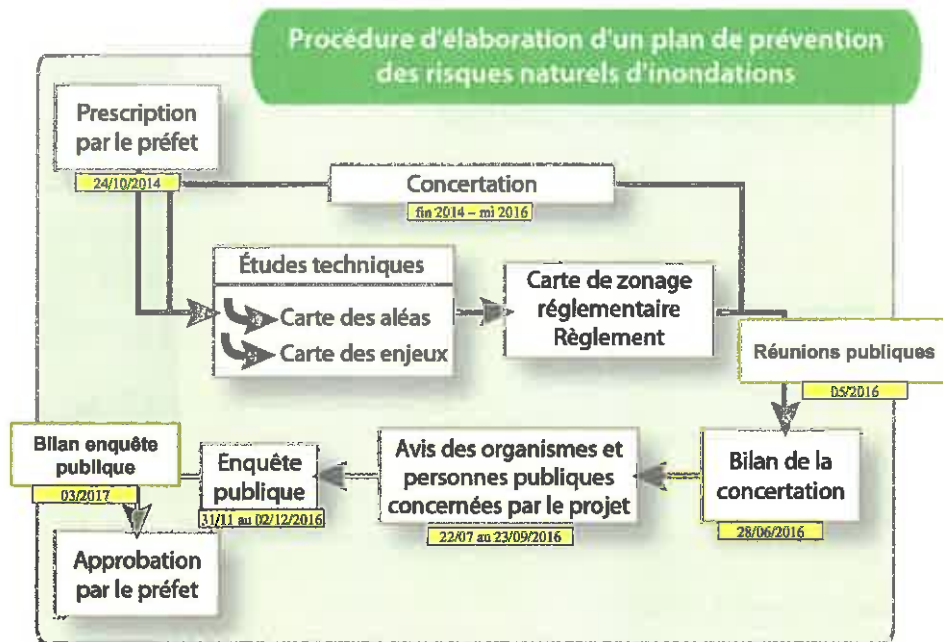 Procédure d'élaboration d'un plan de prévention
des risques naturels d'inondations
Prescription
par le préfet
24/10/2014
Concertation
fin 2014 – mi 2016
Études techniques
Carte des aléas
Carte des enjeux
Carte de zonage
réglementaire
Règlement
Réunions publiques
05/2016
Bilan de la
concertation
28/06/2016
Avis des organismes et
personnes publiques
concernées par le projet
22/07 au 23/09/2016
Enquête
publique
31/11 au 02/12/2016
Bilan enquête
publique
03/2017
Approbation
par le préfet